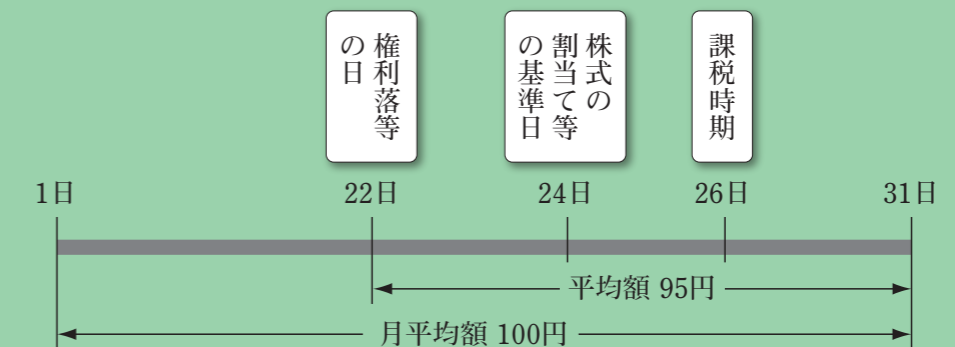 権利落等
の日
株式の
割当て等
の基準日
課税時期
1日
22日
24日
26日
31日
平均額 95円
月平均額 100円